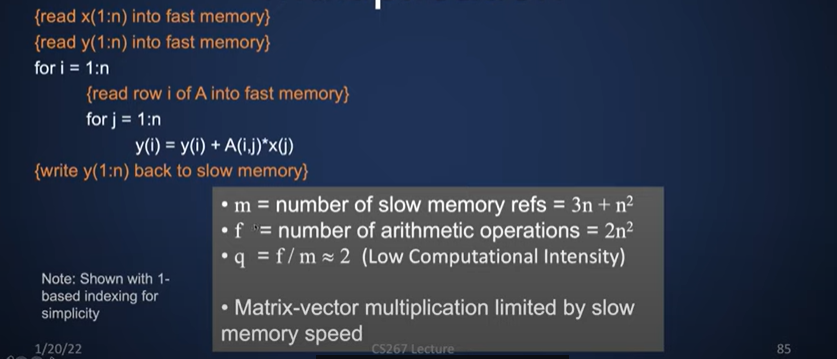 {read x(1:n) into fast memory}
{read y(1:n) into fast memory}
for i = 1:n
{read row i of A into fast memory}
for j = 1:n
y(i) = y(i) + A(i,j)*x(j)
{write y(1:n) back to slow memory}
• m = number of slow memory refs = 3n + n²
• f = number of arithmetic operations = 2n²
• q = f / m ≈ 2 (Low Computational Intensity)
• Matrix-vector multiplication limited by slow
memory speed
Note: Shown with 1-
based indexing for
simplicity
1/20/22
CS267 Lecture
85